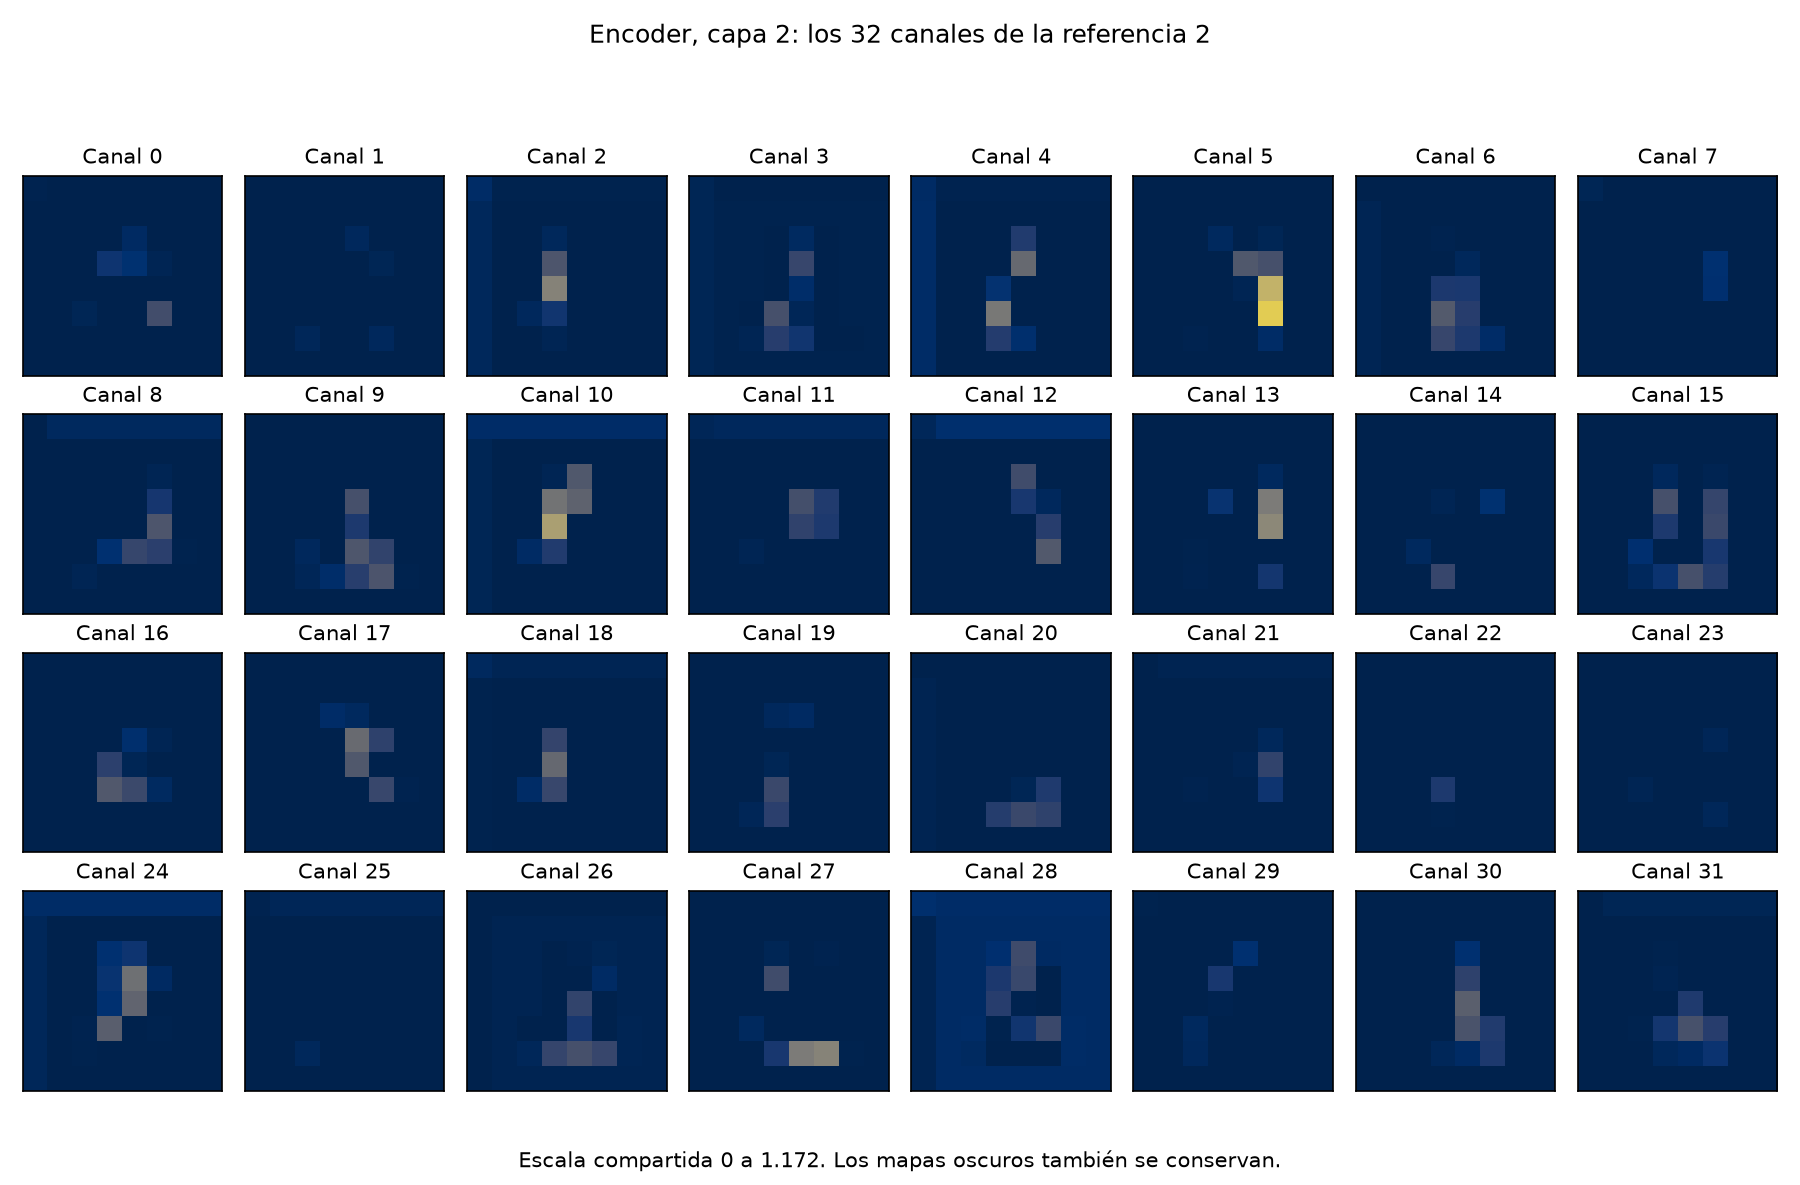 Encoder, capa 2: los 32 canales de la referencia 2
Canal 0 Canal 1 Canal 2 Canal 3 Canal 4 Canal 5 Canal 6 Canal 7
Canal 8 Canal 9 Canal 10 Canal 11 Canal 12 Canal 13 Canal 14 Canal 15
Canal 16 Canal 17 Canal 18 Canal 19 Canal 20 Canal 21 Canal 22 Canal 23
Canal 24 Canal 25 Canal 26 Canal 27 Canal 28 Canal 29 Canal 30 Canal 31
Escala compartida 0 a 1.172. Los mapas oscuros también se conservan.